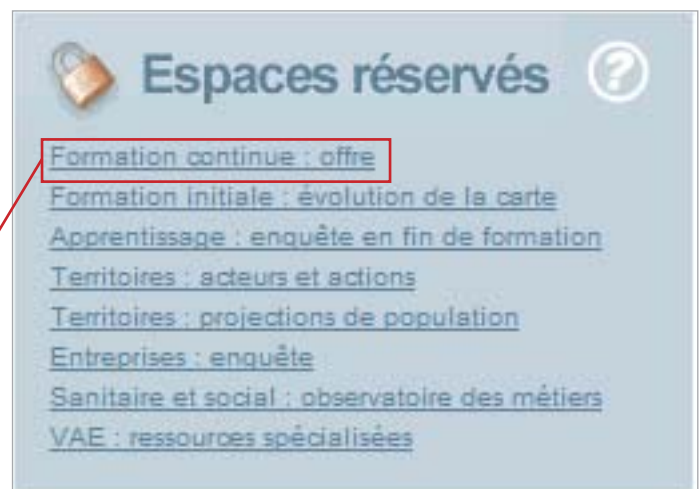 Espaces réservés ?
Formation continue : offre
Formation initiale : évolution de la carte
Apprentissage : enquête en fin de formation
Territoires : acteurs et actions
Territoires : projections de population
Entreprises : enquête
Sanitaire et social : observatoire des métiers
VAE : ressources spécialisées